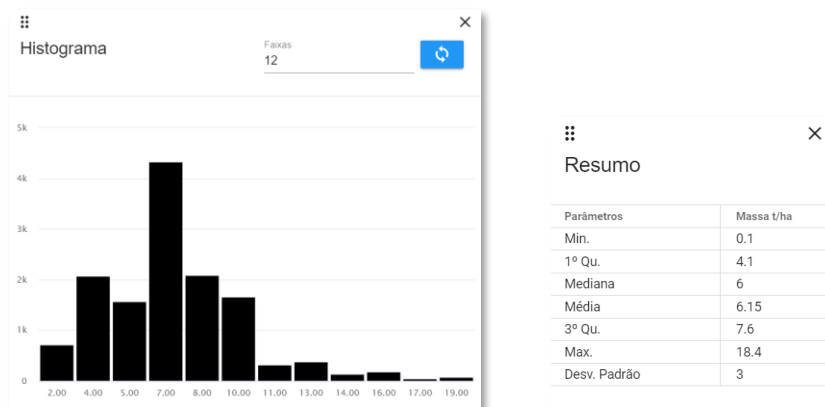 Histograma
Faixas
12
5k
4k
3k
2k
1k
0
2.00 4.00 5.00 7.00 8.00 10.00 11.00 13.00 14.00 16.00 17.00 19.00
Resumo
Parâmetros Massa t/ha
Min. 0.1
1º Qu. 4.1
Mediana 6
Média 6.15
3º Qu. 7.6
Max. 18.4
Desv. Padrão 3